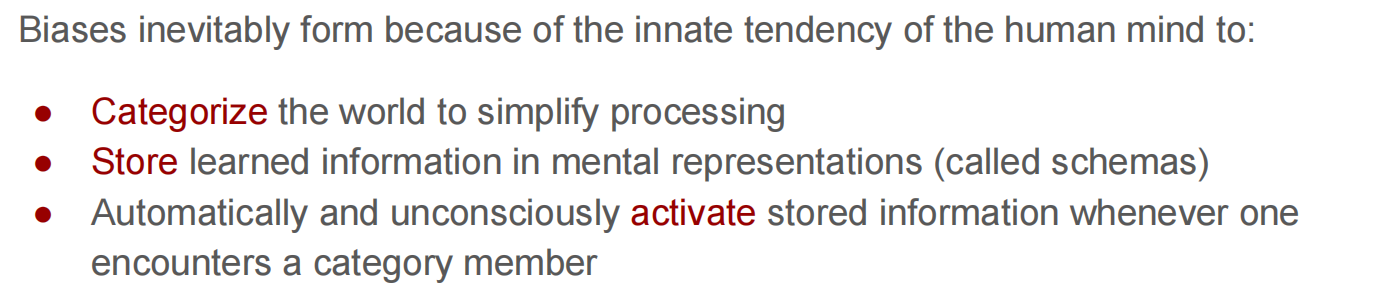 Biases inevitably form because of the innate tendency of the human mind to:
● Categorize the world to simplify processing
● Store learned information in mental representations (called schemas)
● Automatically and unconsciously activate stored information whenever one
encounters a category member